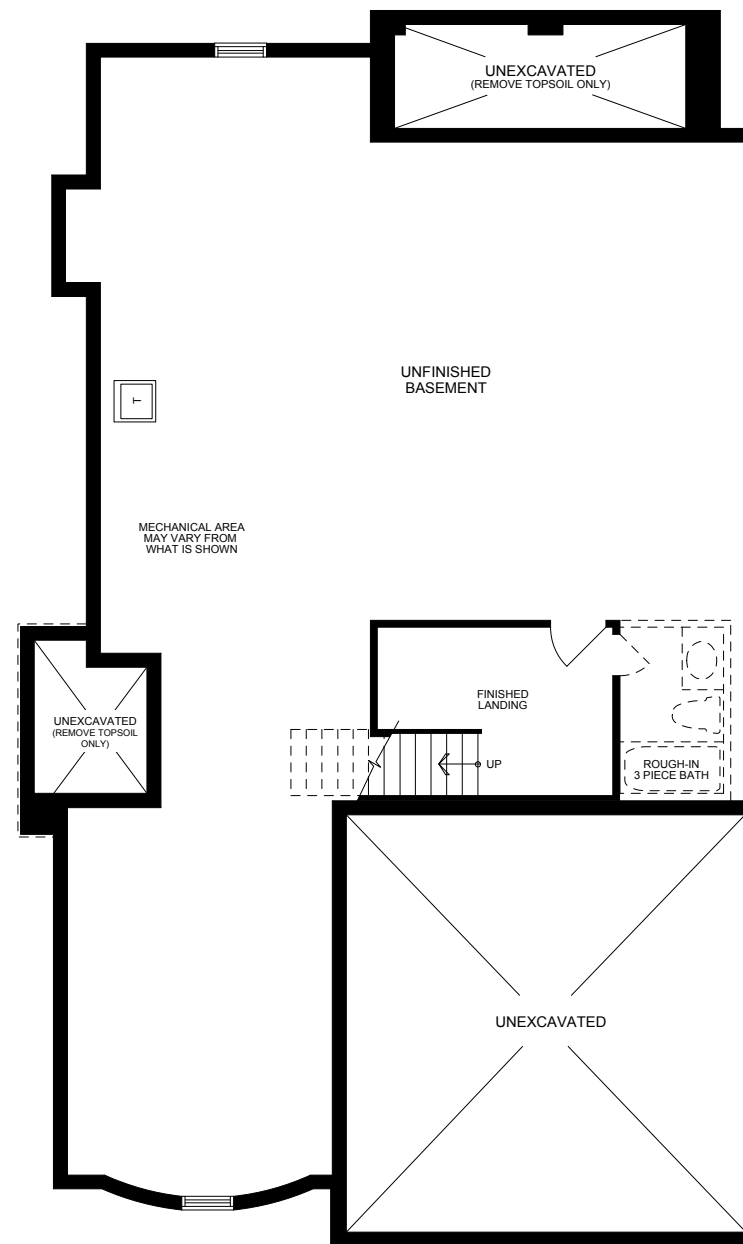 UNEXCAVATED
(REMOVE TOPSOIL ONLY)
UNFINISHED
BASEMENT
T
MECHANICAL AREA
MAY VARY FROM
WHAT IS SHOWN
FINISHED
LANDING
UNEXCAVATED
(REMOVE TOPSOIL
ONLY)
UP
ROUGH-IN
3 PIECE BATH
UNEXCAVATED